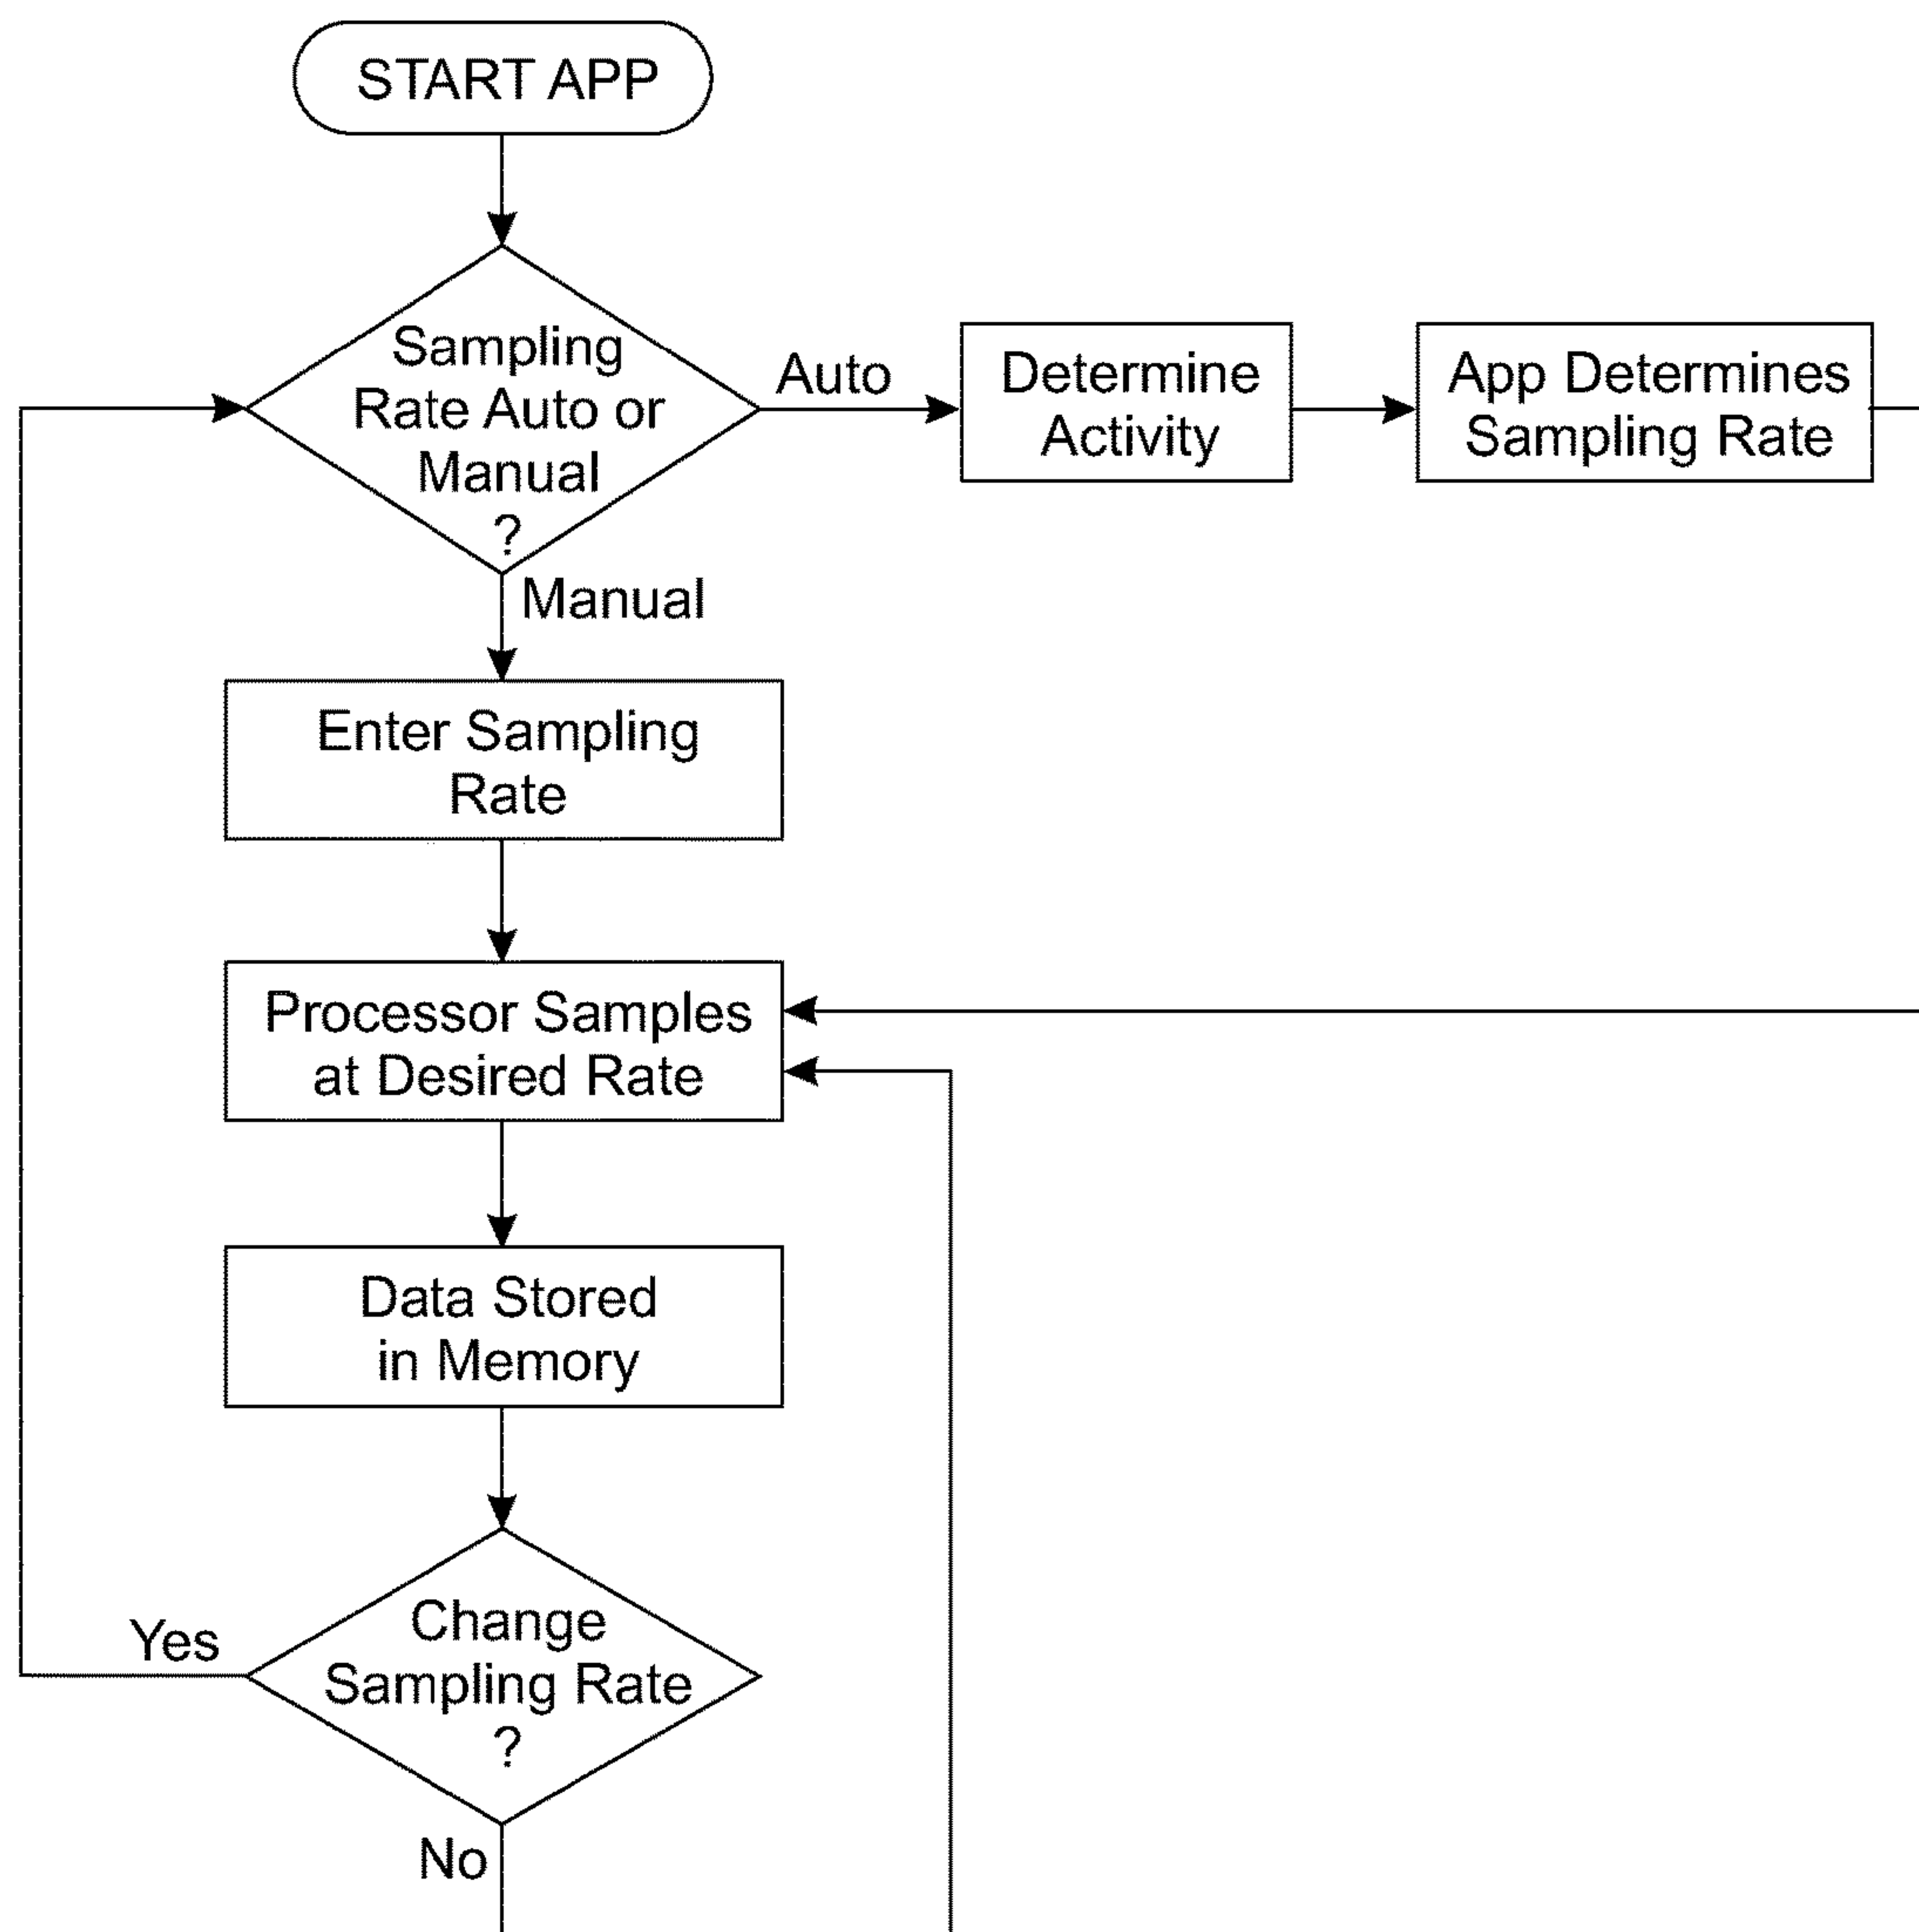 START APP
Sampling
Rate Auto or
Manual
?
Auto
Determine
Activity
App Determines
Sampling Rate
Manual
Enter Sampling
Rate
Processor Samples
at Desired Rate
Data Stored
in Memory
Change
Sampling Rate
?
Yes
No